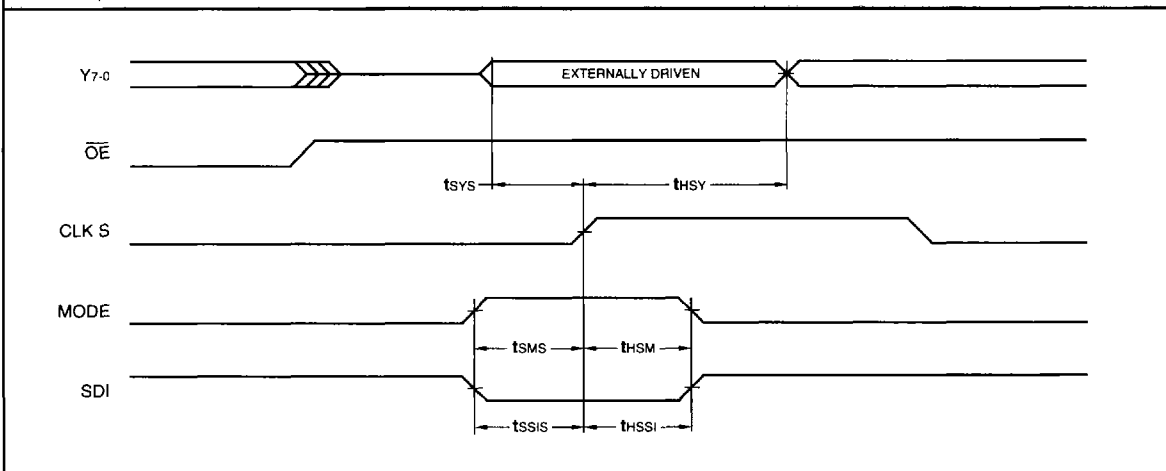 Y7-0
EXTERNALLY DRIVEN
OE
tSYS
tHSY
CLK S
MODE
tSMS
tHSM
SDI
tSSIS
tHSSI